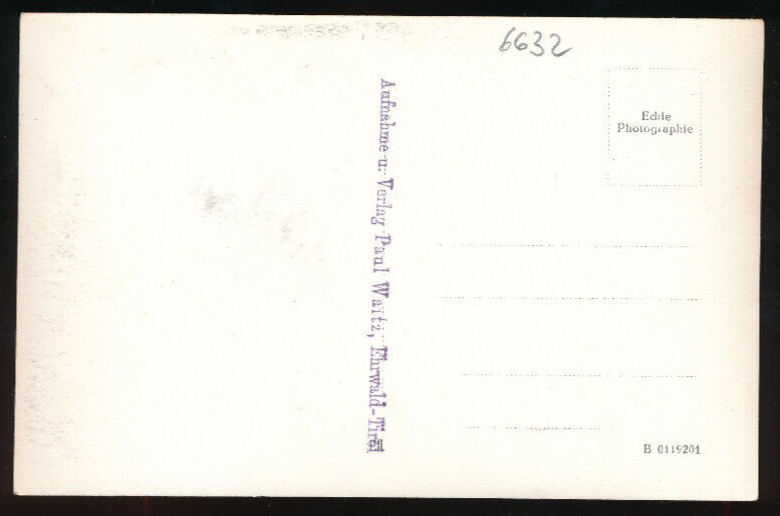 6632
Echte
Photographie
Aufnahme u. Verlag Paul Waitz, Ehrwald-Tirol
B 0119201